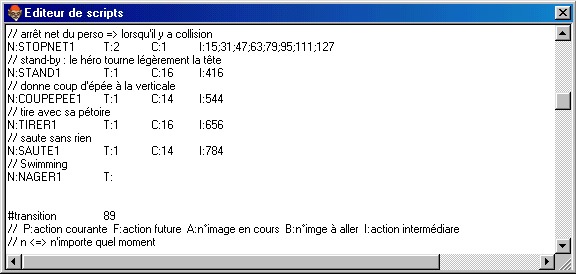 Editeur de scripts
// arrêt net du perso => lorsqu'il y a collision
N:STOPNET1 T:2 C:1 I:15;31;47;63;79;95;111;127
// stand-by : le héro tourne légèrement la tête
N:STAND1 T:1 C:16 I:416
// donne coup d'épée à la verticale
N:COUPEPEE1 T:1 C:14 I:544
// tire avec sa pétoire
N:TIRER1 T:1 C:16 I:656
// saute sans rien
N:SAUTE1 T:1 C:14 I:784
// Swimming
N:NAGER1 T:
#transition 89
// P:action courante F:action future A:n°image en cours B:n°imge à aller I:action intermédiare
// n <=> n'importe quel moment